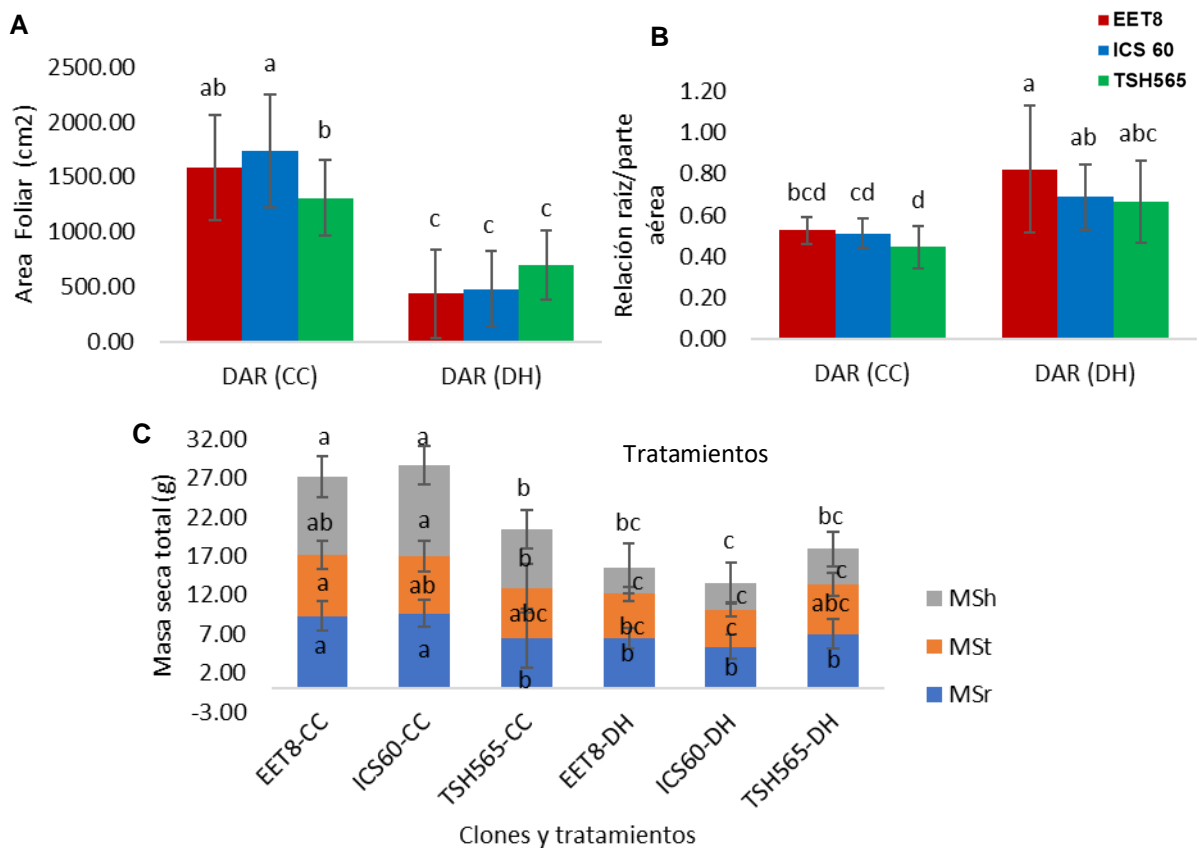 A
Area Foliar (cm2)
2500.00
2000.00
1500.00
1000.00
500.00
0.00
ab
a
b
c
c
c
DAR (CC)
DAR (DH)
B
EET8
ICS 60
TSH565
Relación raíz/parte
aérea
1.20
1.00
0.80
0.60
0.40
0.20
0.00
bcd
cd
d
a
ab
abc
DAR (CC)
DAR (DH)
C
Tratamientos
Masa seca total (g)
32.00
27.00
22.00
17.00
12.00
7.00
2.00
-3.00
a
a
b
bc
c
bc
ab
a
b
c
c
c
a
ab
abc
bc
c
abc
a
a
b
b
b
b
MSh
MSt
MSr
EET8-CC
ICS60-CC
TSH565-CC
EET8-DH
ICS60-DH
TSH565-DH
Clones y tratamientos